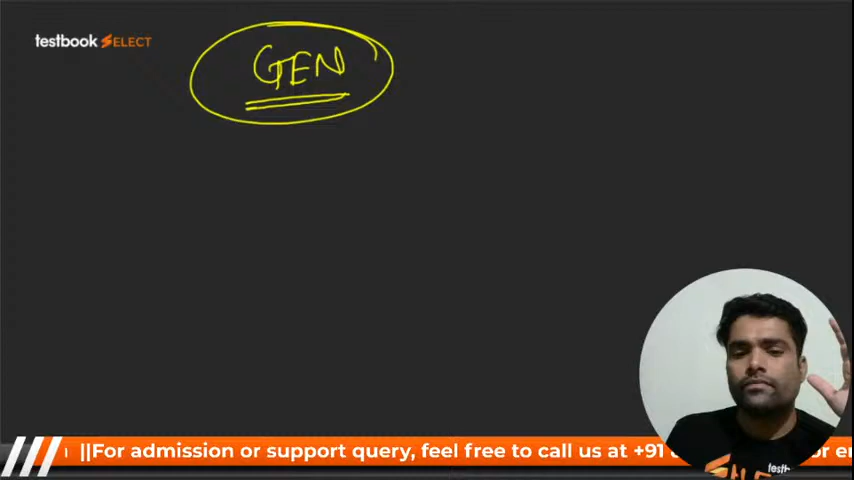 testbook SELECT
GEN
||For admission or support query, feel free to call us at +91